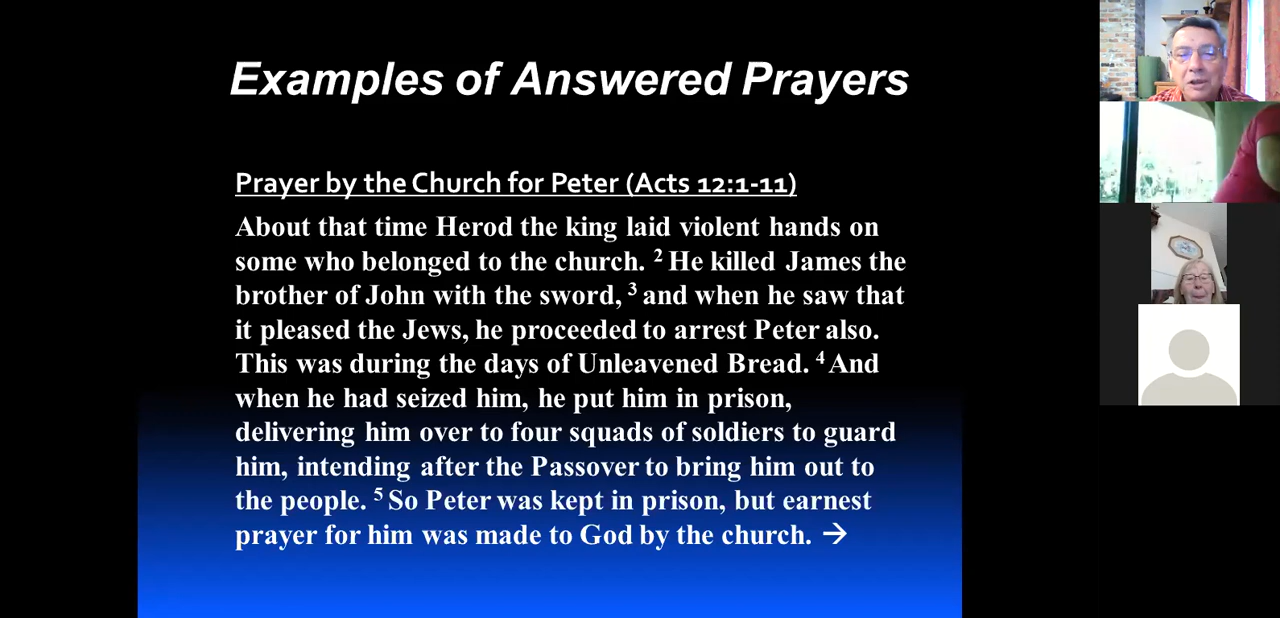 Examples of Answered Prayers
Prayer by the Church for Peter (Acts 12:1-11)
About that time Herod the king laid violent hands on
some who belonged to the church. ² He killed James the
brother of John with the sword, ³ and when he saw that
it pleased the Jews, he proceeded to arrest Peter also.
This was during the days of Unleavened Bread. ⁴ And
when he had seized him, he put him in prison,
delivering him over to four squads of soldiers to guard
him, intending after the Passover to bring him out to
the people. ⁵ So Peter was kept in prison, but earnest
prayer for him was made to God by the church. →